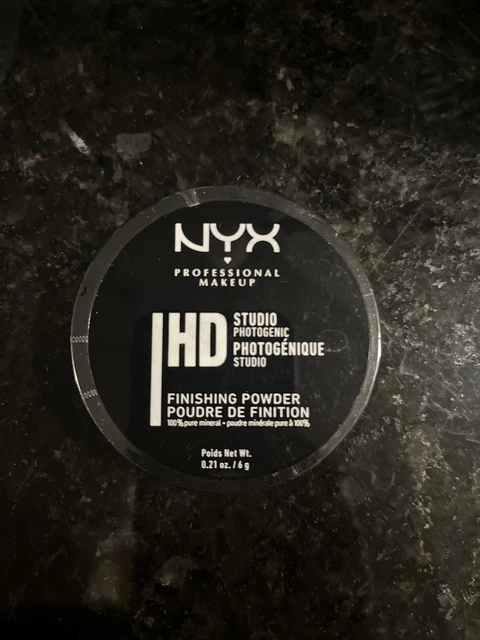 NYX
PROFESSIONAL
MAKEUP
HD
STUDIO
PHOTOGENIC
PHOTOGÉNIQUE
STUDIO
FINISHING POWDER
POUDRE DE FINITION
100% pure mineral • poudre minérale pure à 100%
Poids Net Wt.
0.21 oz. / 6 g